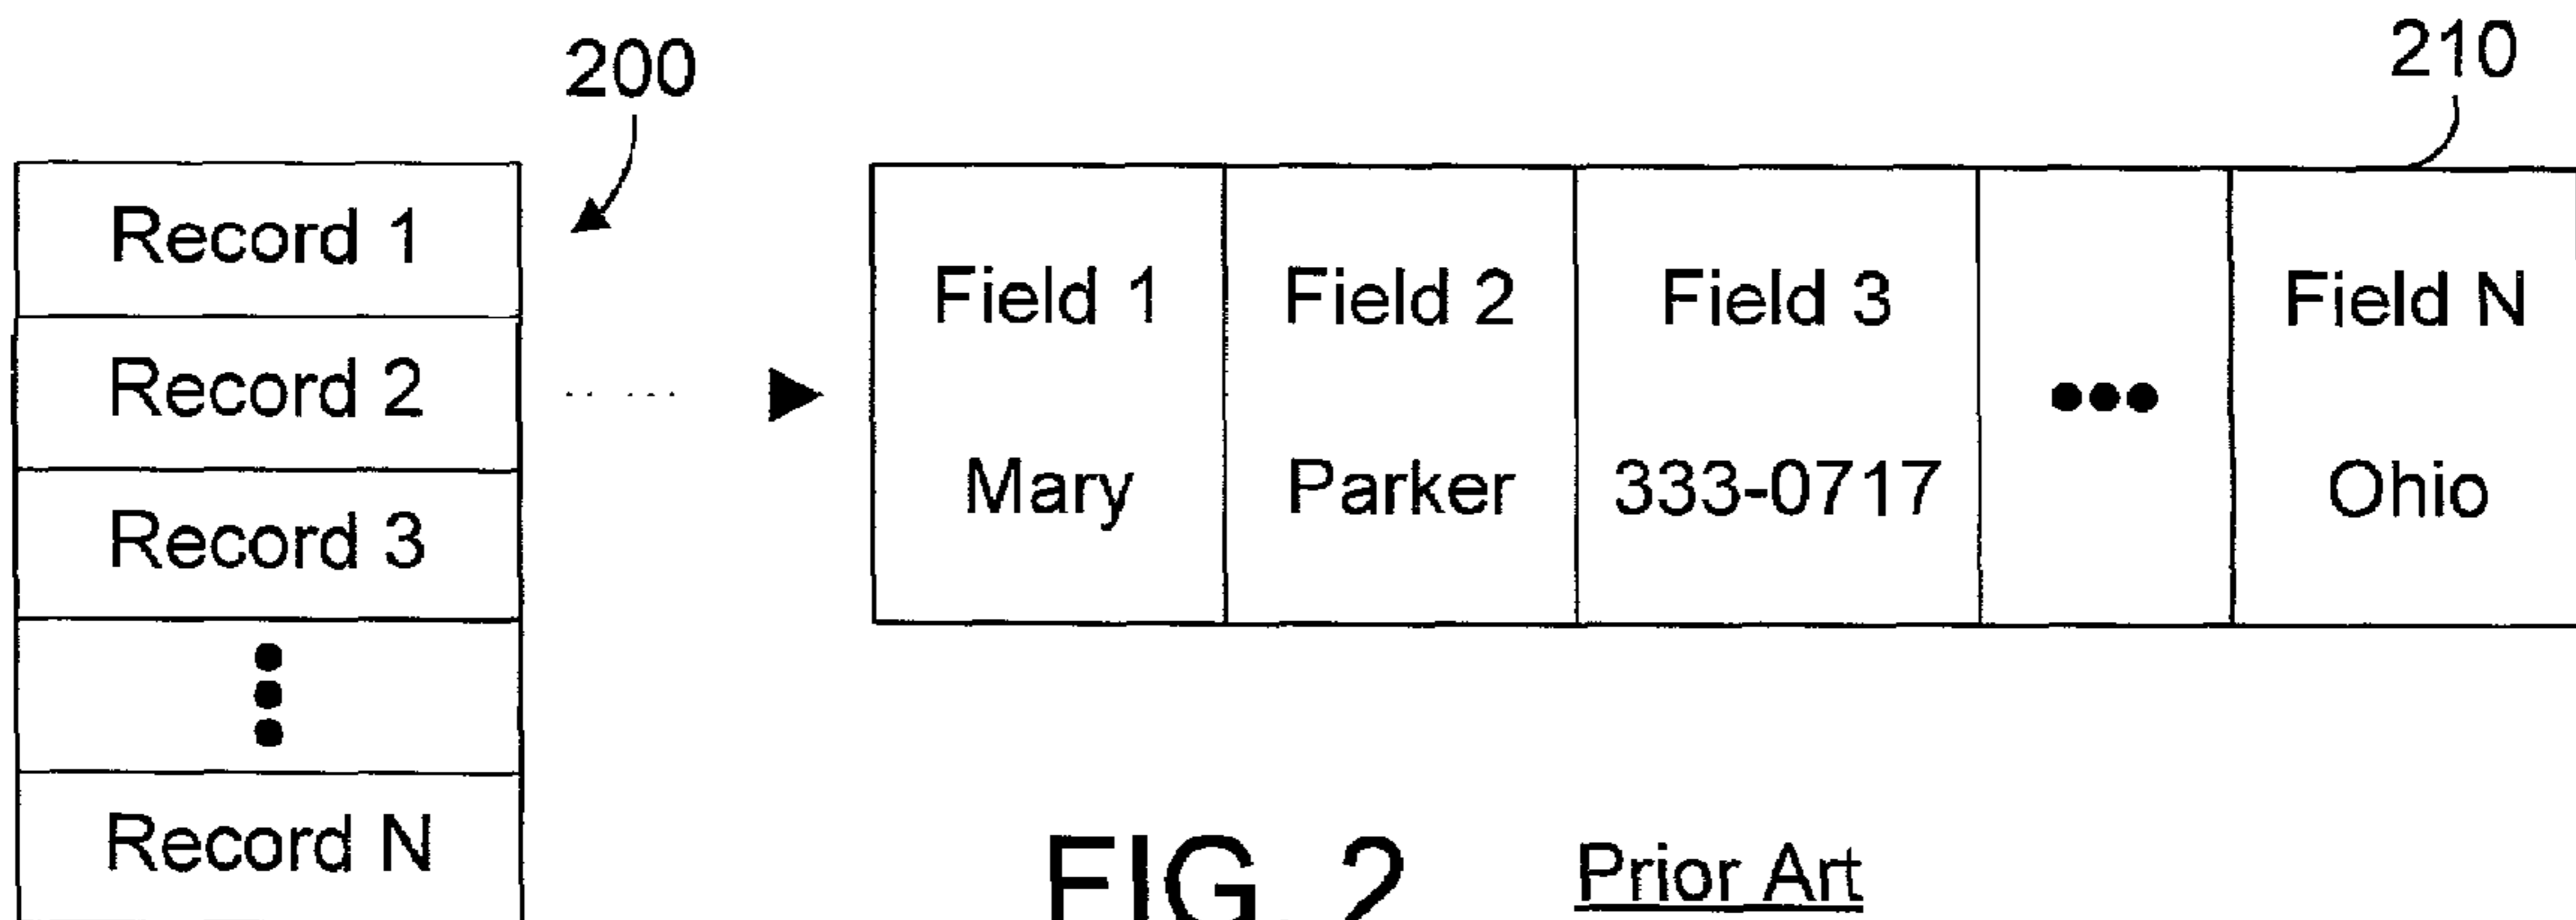 200
210
Record 1
Record 2
Record 3
Record N
Field 1
Field 2
Field 3
Field N
Mary
Parker
333-0717
•••
Ohio
FIG. 2
Prior Art